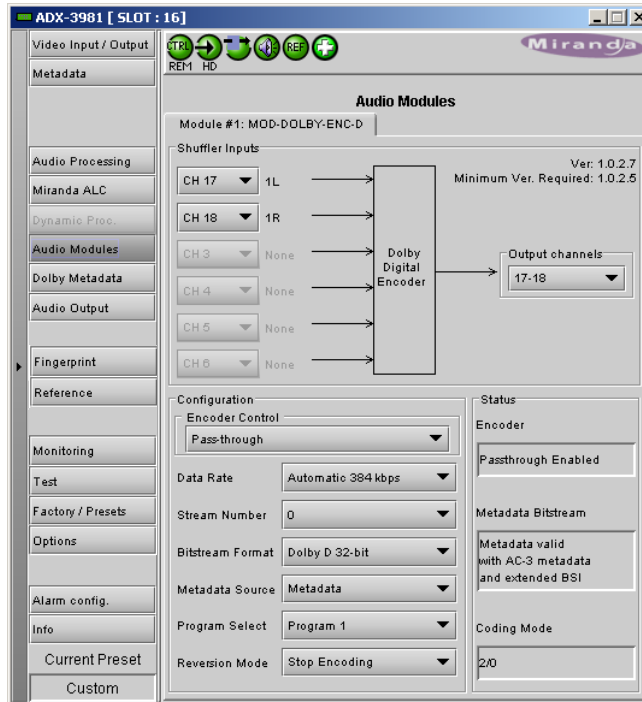 ADX-3981 [ SLOT : 16]
Video Input / Output
Metadata
Audio Processing
Miranda ALC
Dynamic Proc.
Audio Modules
Dolby Metadata
Audio Output
Fingerprint
Reference
Monitoring
Test
Factory / Presets
Options
Alarm config.
Info
Current Preset
Custom
CTRL
REF
REM HD
Miranda
Audio Modules
Module #1: MOD-DOLBY-ENC-D
Shuffler Inputs
Ver: 1.0.2.7
Minimum Ver. Required: 1.0.2.5
CH 17 1L
CH 18 1R
CH 3 None
CH 4 None
CH 5 None
CH 6 None
Dolby
Digital
Encoder
Output channels
17-18
Configuration
Encoder Control
Pass-through
Data Rate Automatic 384 kbps
Stream Number 0
Bitstream Format Dolby D 32-bit
Metadata Source Metadata
Program Select Program 1
Reversion Mode Stop Encoding
Status
Encoder
Passthrough Enabled
Metadata Bitstream
Metadata valid
with AC-3 metadata
and extended BSI
Coding Mode
2/0